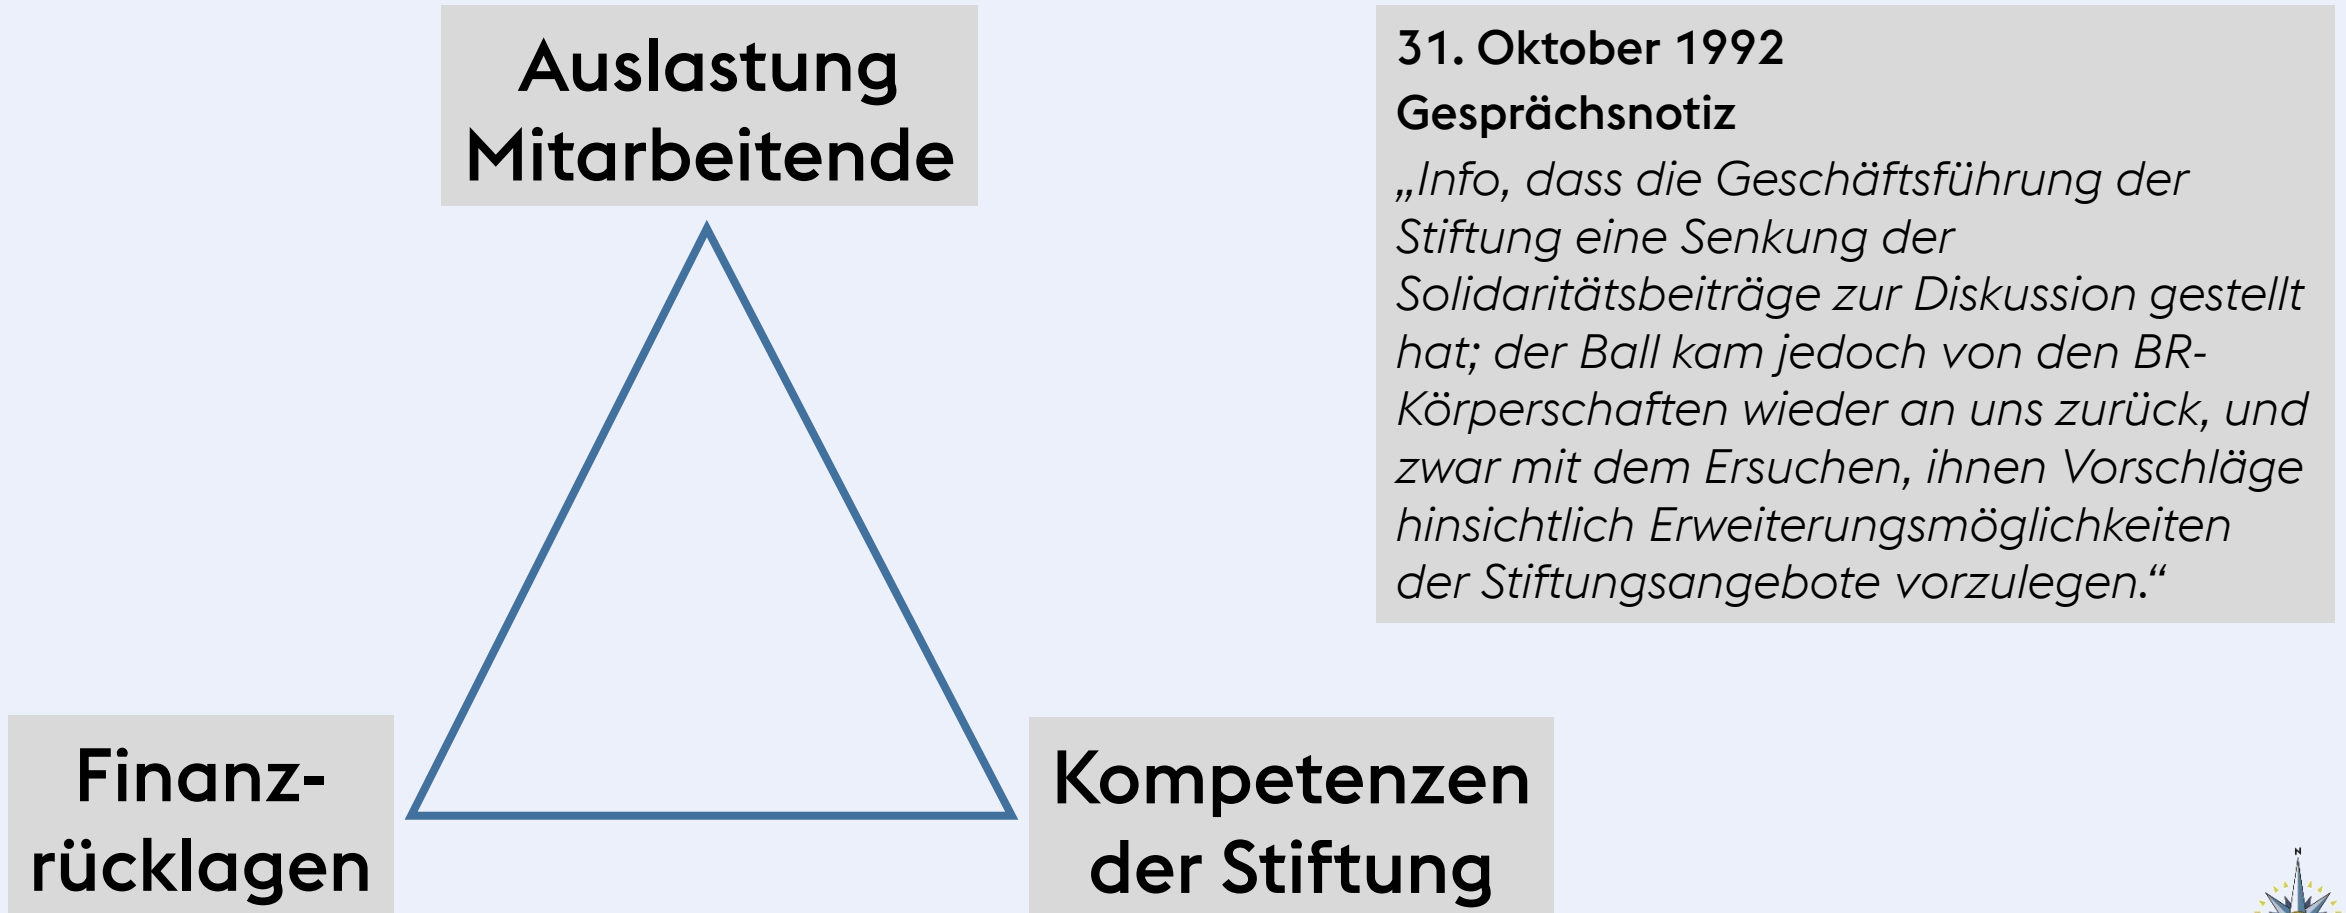 Auslastung
Mitarbeitende
Finanz-
rücklagen
Kompetenzen
der Stiftung
31. Oktober 1992
Gesprächsnotiz
„Info, dass die Geschäftsführung der
Stiftung eine Senkung der
Solidaritätsbeiträge zur Diskussion gestellt
hat; der Ball kam jedoch von den BR-
Körperschaften wieder an uns zurück, und
zwar mit dem Ersuchen, ihnen Vorschläge
hinsichtlich Erweiterungsmöglichkeiten
der Stiftungsangebote vorzulegen.“
N